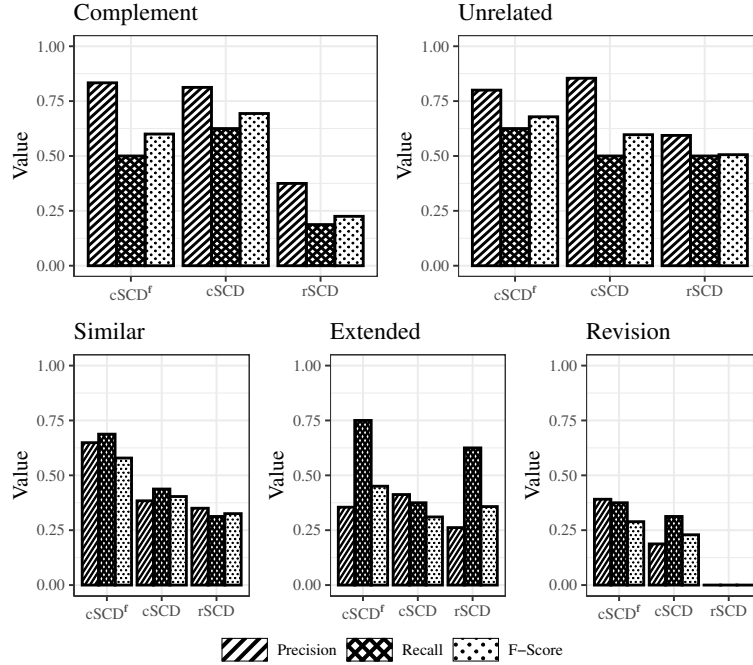 Complement
Value
1.00
0.75
0.50
0.25
0.00
cSCDᶠ cSCD rSCD
Unrelated
Value
1.00
0.75
0.50
0.25
0.00
cSCDᶠ cSCD rSCD
Similar
Value
1.00
0.75
0.50
0.25
0.00
cSCDᶠ cSCD rSCD
Extended
Value
1.00
0.75
0.50
0.25
0.00
cSCDᶠ cSCD rSCD
Revision
Value
1.00
0.75
0.50
0.25
0.00
cSCDᶠ cSCD rSCD
Precision Recall F−Score